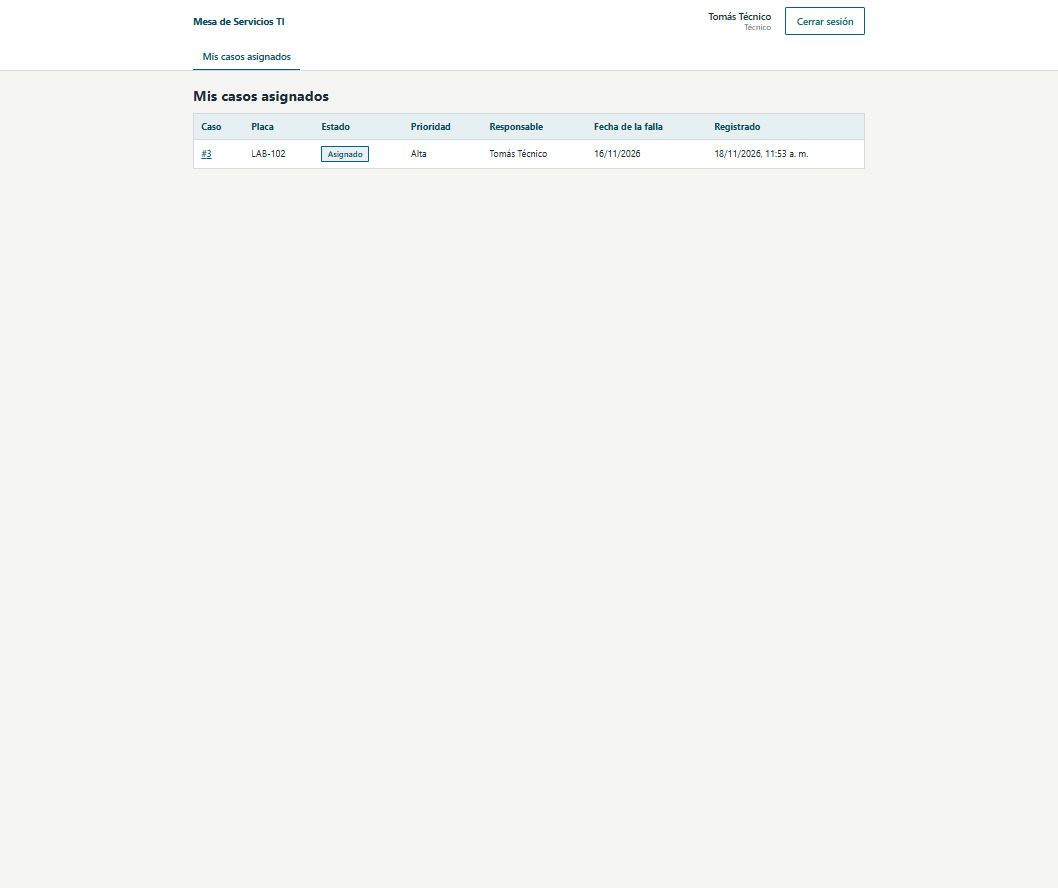 Mesa de Servicios TI
Tomás Técnico
Técnico
Cerrar sesión
Mis casos asignados
Mis casos asignados
Caso Placa Estado Prioridad Responsable Fecha de la falla Registrado
#3 LAB-102 Asignado Alta Tomás Técnico 16/11/2026 18/11/2026, 11:53 a. m.